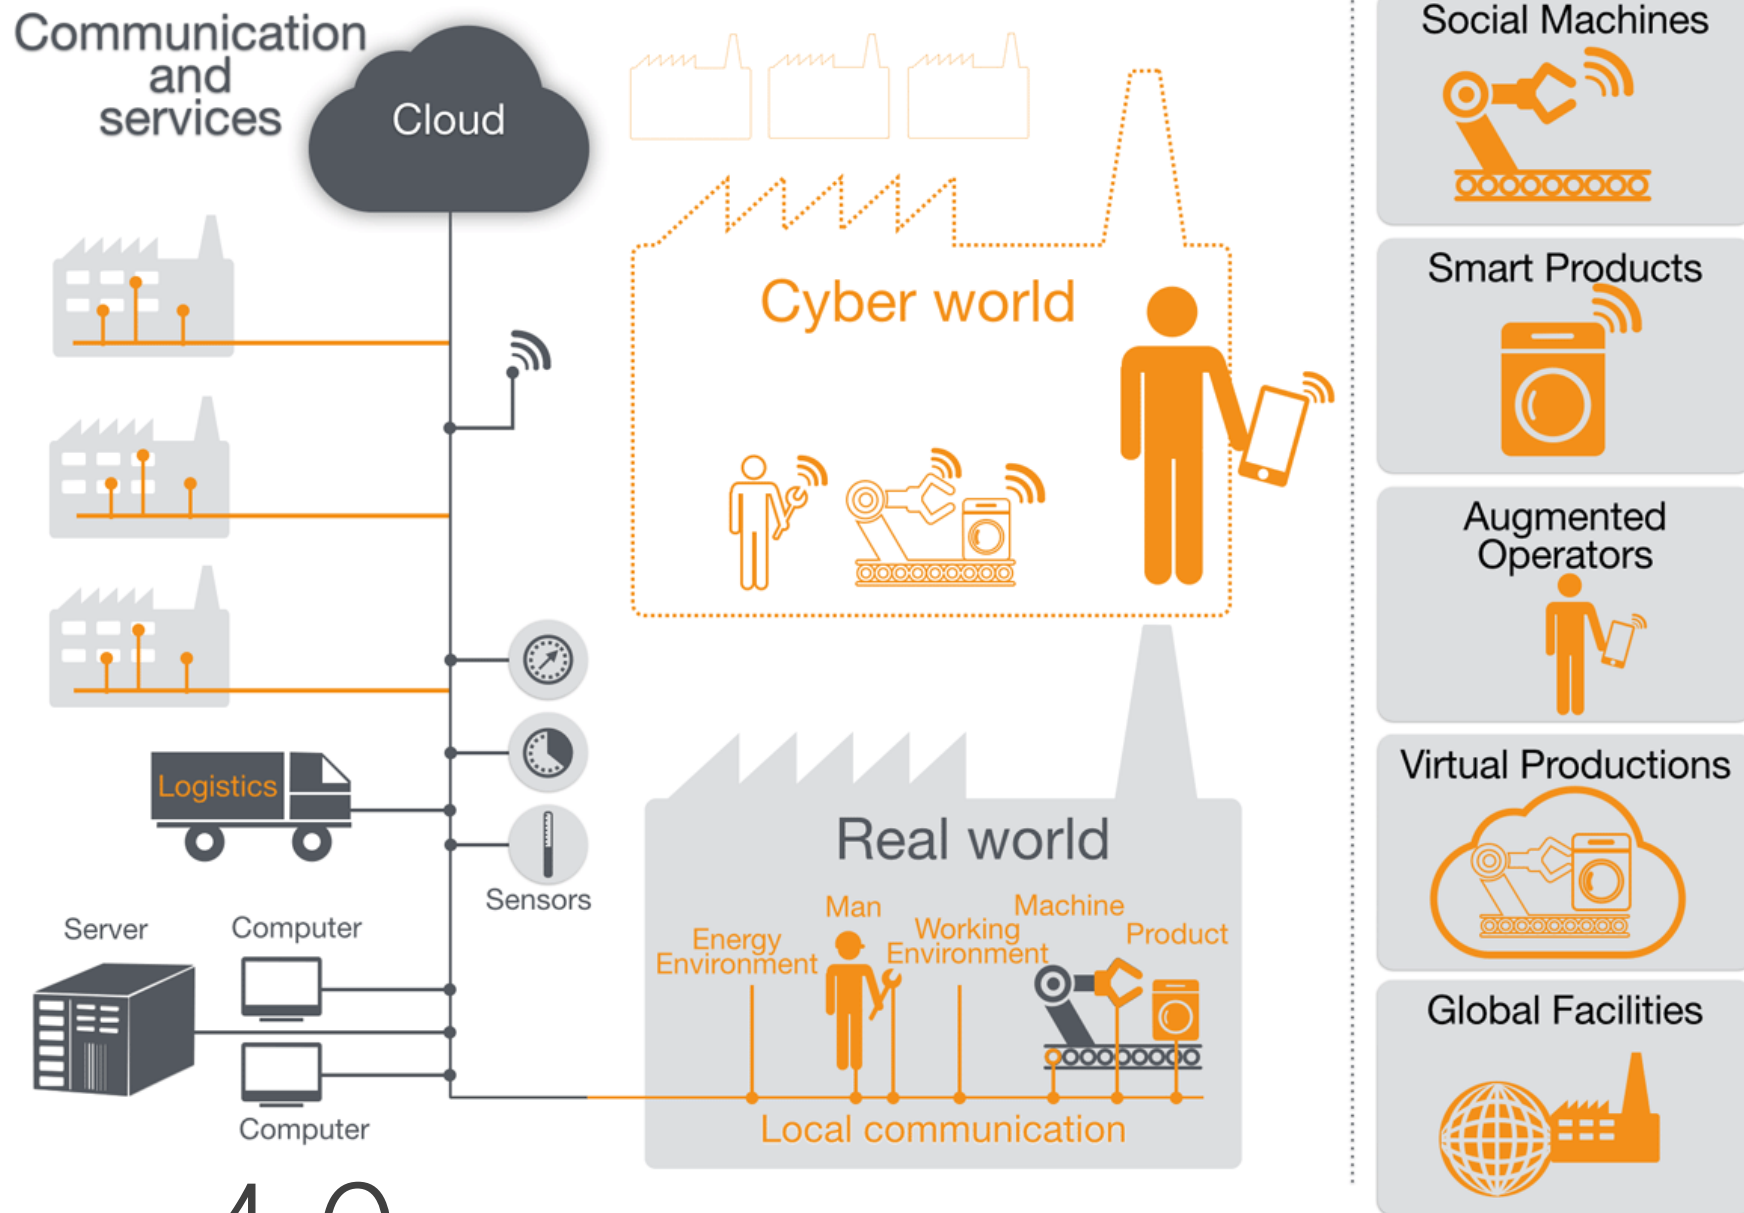 Communication
and
services
Cloud
Cyber world
Logistics
Sensors
Server
Computer
Computer
Real world
Energy
Environment
Man
Working
Environment
Machine
Product
Local communication
Social Machines
Smart Products
Augmented
Operators
Virtual Productions
Global Facilities